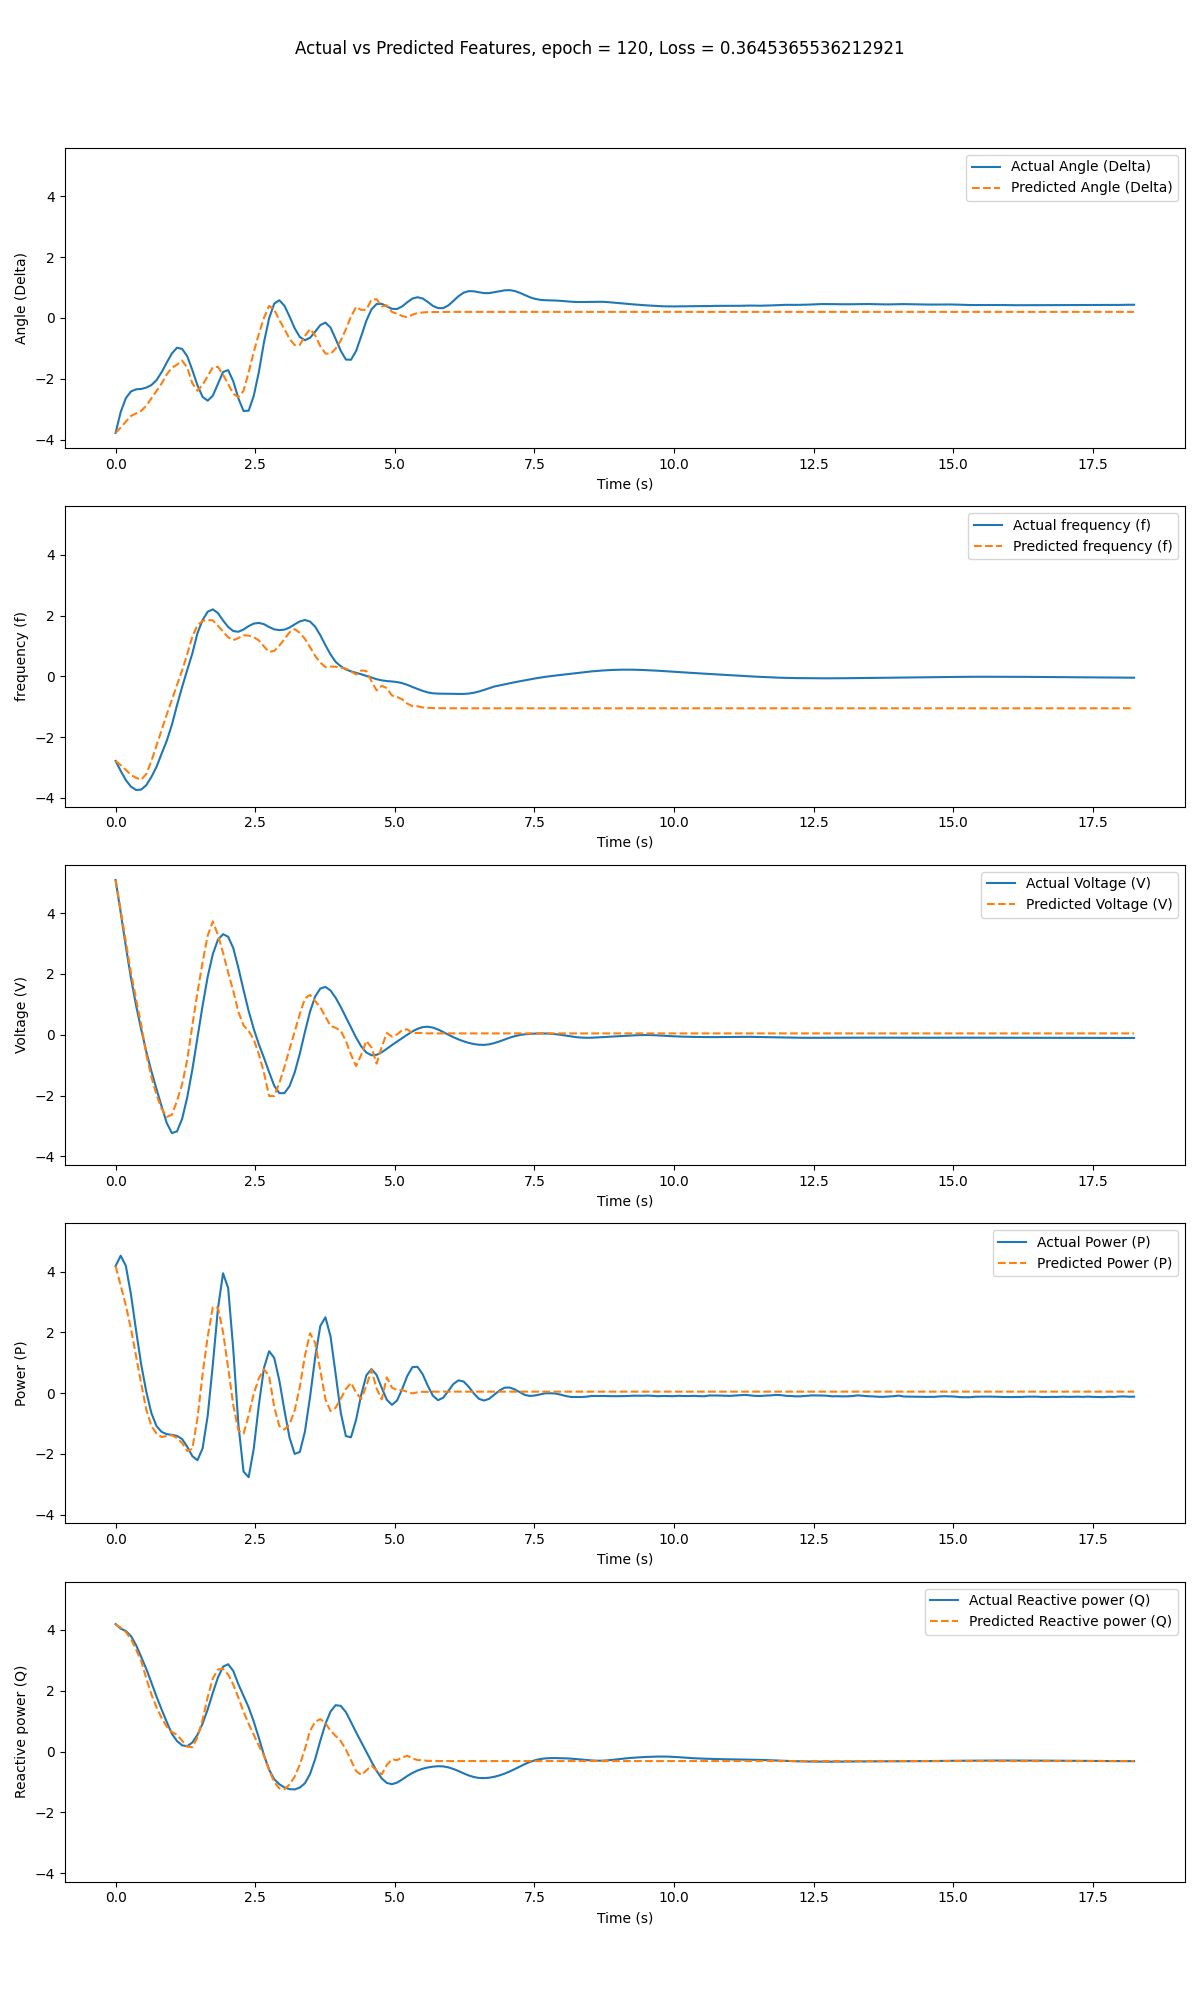 Actual vs Predicted Features, epoch = 120, Loss = 0.3645365536212921
Actual Angle (Delta)
Predicted Angle (Delta)
Angle (Delta)
4
2
0
−2
−4
0.0 2.5 5.0 7.5 10.0 12.5 15.0 17.5
Time (s)
Actual frequency (f)
Predicted frequency (f)
frequency (f)
4
2
0
−2
−4
0.0 2.5 5.0 7.5 10.0 12.5 15.0 17.5
Time (s)
Actual Voltage (V)
Predicted Voltage (V)
Voltage (V)
4
2
0
−2
−4
0.0 2.5 5.0 7.5 10.0 12.5 15.0 17.5
Time (s)
Actual Power (P)
Predicted Power (P)
Power (P)
4
2
0
−2
−4
0.0 2.5 5.0 7.5 10.0 12.5 15.0 17.5
Time (s)
Actual Reactive power (Q)
Predicted Reactive power (Q)
Reactive power (Q)
4
2
0
−2
−4
0.0 2.5 5.0 7.5 10.0 12.5 15.0 17.5
Time (s)